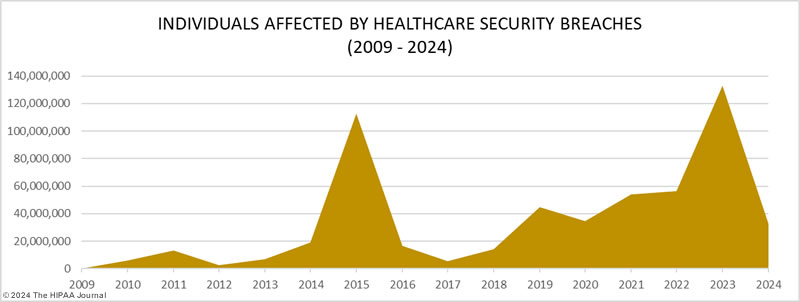 INDIVIDUALS AFFECTED BY HEALTHCARE SECURITY BREACHES
(2009 - 2024)
140,000,000
120,000,000
100,000,000
80,000,000
60,000,000
40,000,000
20,000,000
0
2009 2010 2011 2012 2013 2014 2015 2016 2017 2018 2019 2020 2021 2022 2023 2024
© 2024 The HIPAA Journal